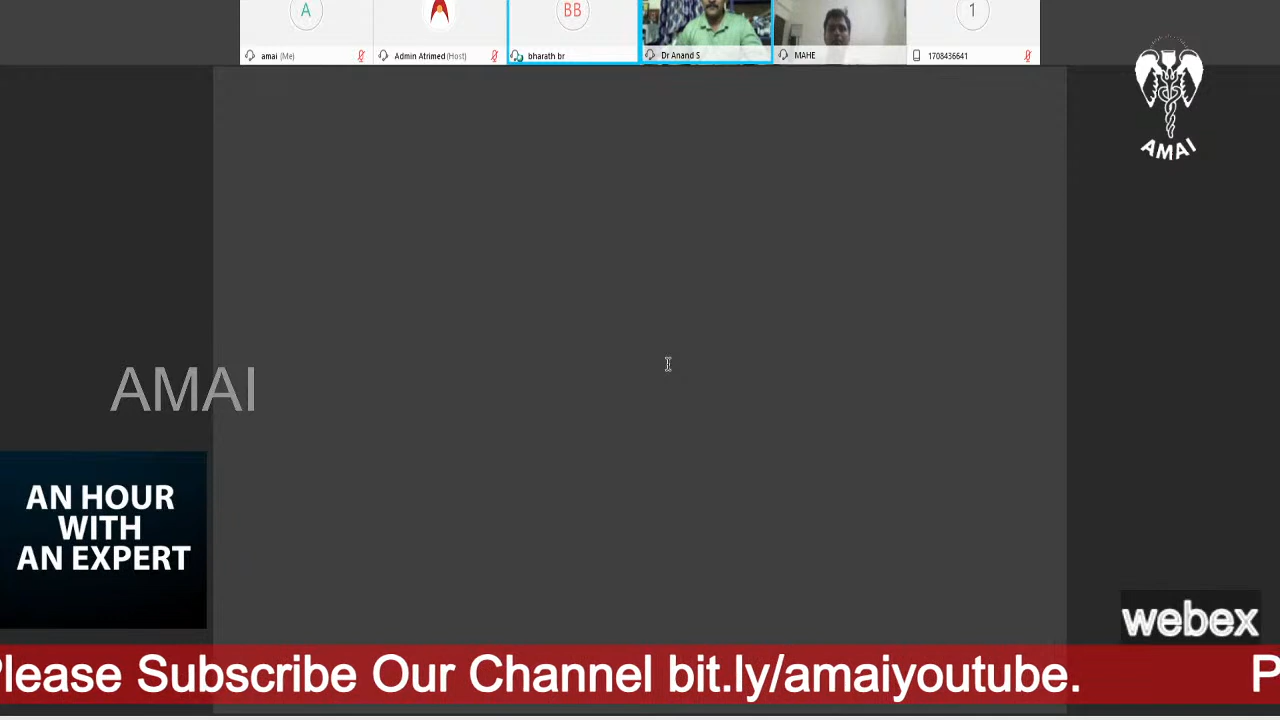 A
BB
1
amai (Me)
Admin Atrimed (Host)
bharath br
Dr Anand S
MAHE
1708436641
AMAI
AMAI
AN HOUR
WITH
AN EXPERT
webex
Please Subscribe Our Channel bit.ly/amaiyoutube. P